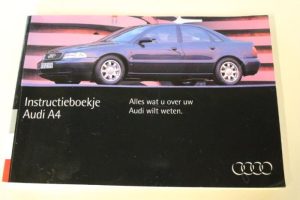 Instructieboekje
Audi A4
Alles wat u over uw
Audi wilt weten.